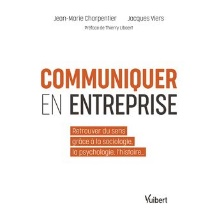 Jean-Marie Charpentier Jacques Viers
Préface de Thierry Libaert
COMMUNIQUER
EN ENTREPRISE
Retrouver du sens
grâce à la sociologie,
la psychologie, l'histoire...
Vuibert